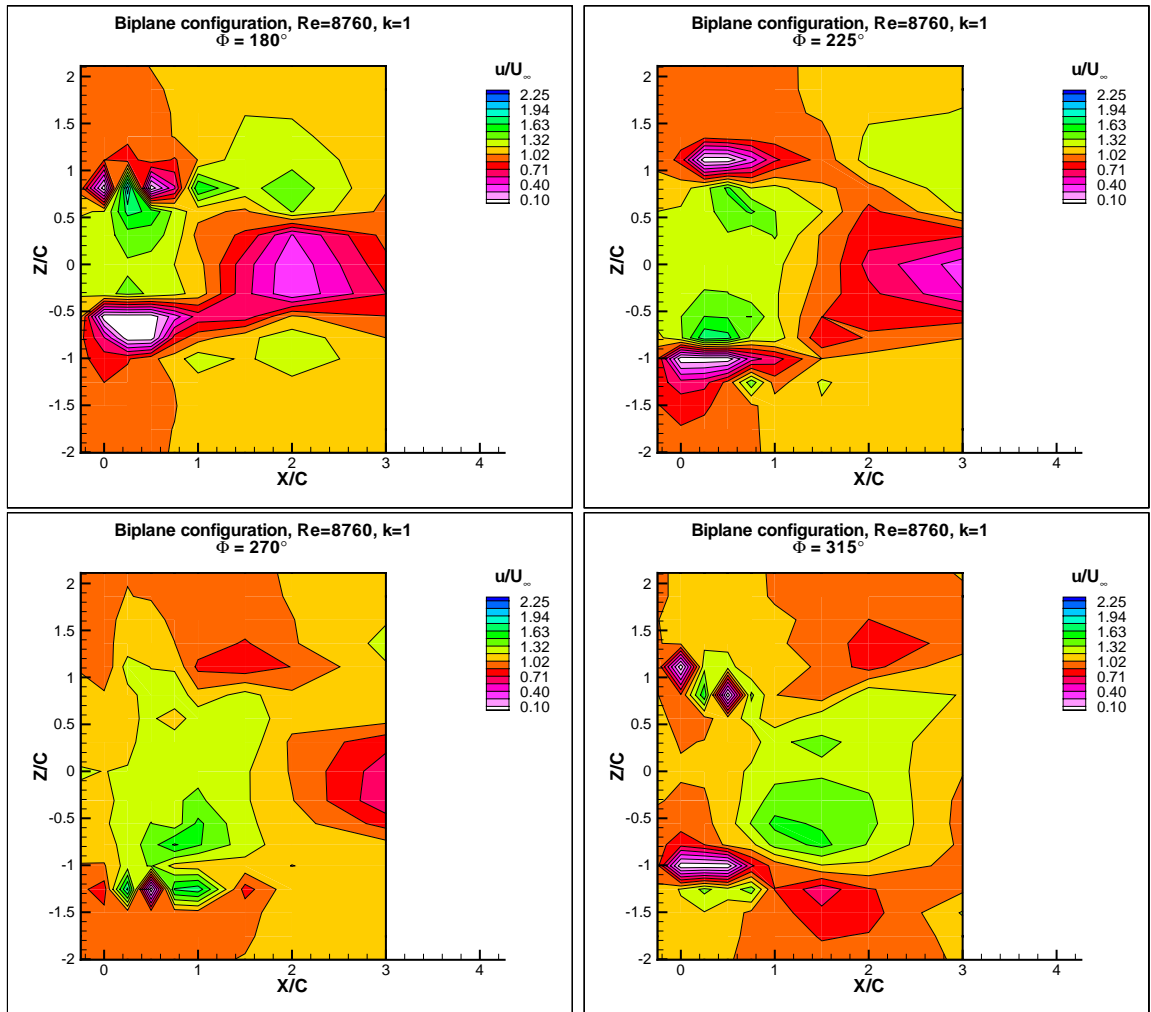 Biplane configuration, Re=8760, k=1
Φ = 180°
u/U∞
2.25
1.94
1.63
1.32
1.02
0.71
0.40
0.10
Z/C
2
1.5
1
0.5
0
-0.5
-1
-1.5
-2
0 1 2 3 4
X/C
Biplane configuration, Re=8760, k=1
Φ = 225°
u/U∞
2.25
1.94
1.63
1.32
1.02
0.71
0.40
0.10
Z/C
2
1.5
1
0.5
0
-0.5
-1
-1.5
-2
0 1 2 3 4
X/C
Biplane configuration, Re=8760, k=1
Φ = 270°
u/U∞
2.25
1.94
1.63
1.32
1.02
0.71
0.40
0.10
Z/C
2
1.5
1
0.5
0
-0.5
-1
-1.5
-2
0 1 2 3 4
X/C
Biplane configuration, Re=8760, k=1
Φ = 315°
u/U∞
2.25
1.94
1.63
1.32
1.02
0.71
0.40
0.10
Z/C
2
1.5
1
0.5
0
-0.5
-1
-1.5
-2
0 1 2 3 4
X/C